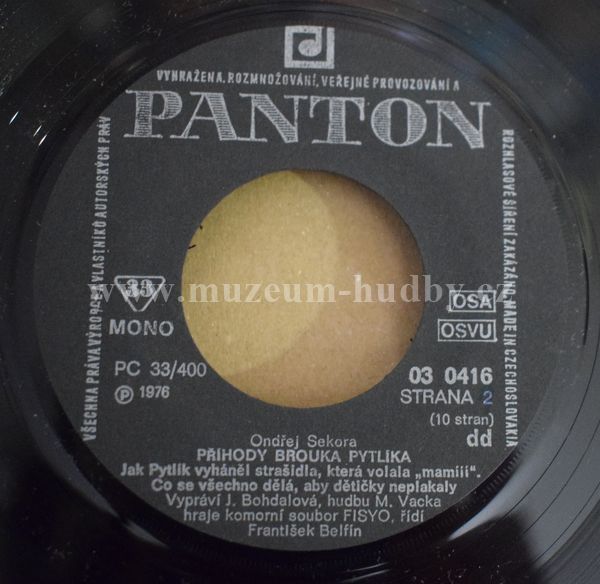 VYHRAŽENA. ROZMNOŽOVÁNÍ, VEŘEJNÉ PROVOZOVÁNÍ A
PANTON
VŠECHNA PRÁVA VÝROBCE A VLASTNÍKŮ AUTORSKÝCH PRÁV
ROZHLASOVÉ ŠÍŘENÍ ZAKÁZÁNO. MADE IN CZECHOSLOVAKIA
www.muzeum-hudby.cz
33
MONO
OSA
OSVU
PC 33/400
℗ 1976
03 0416
STRANA 2
(10 stran)
dd
Ondřej Sekora
PŘÍHODY BROUKA PYTLÍKA
Jak Pytlík vyháněl strašidla, která volala „mamiii“.
Co se všechno dělá, aby dětičky neplakaly
Vypráví J. Bohdalová, hudbu M. Vacka
hraje komorní soubor FISYO, řídí
František Belfín